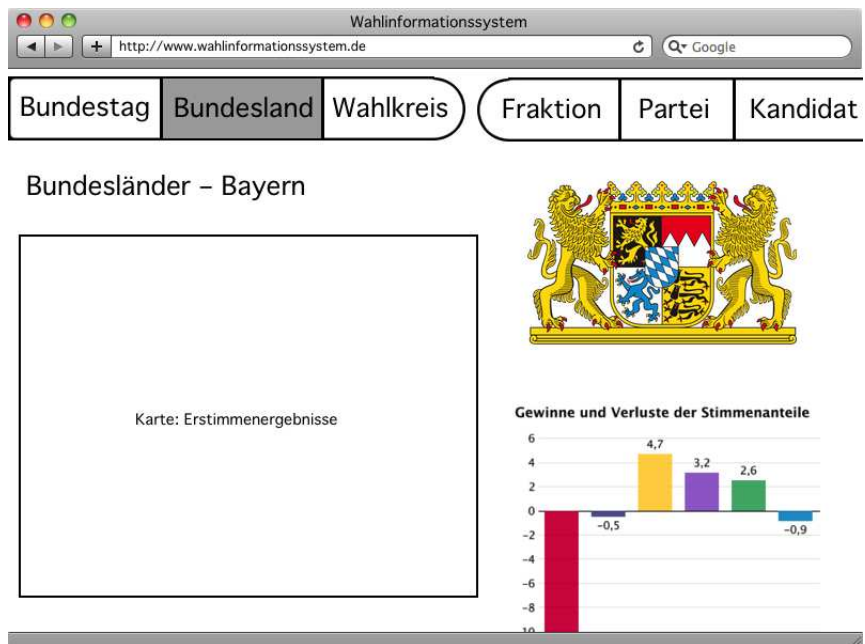 Wahlinformationssystem
http://www.wahlinformationssystem.de
Google
Bundestag Bundesland Wahlkreis Fraktion Partei Kandidat
Bundesländer – Bayern
Karte: Erstimmenergebnisse
Gewinne und Verluste der Stimmenanteile
6
4
2
0
-2
-4
-6
-8
10
-0,5
4,7
3,2
2,6
-0,9